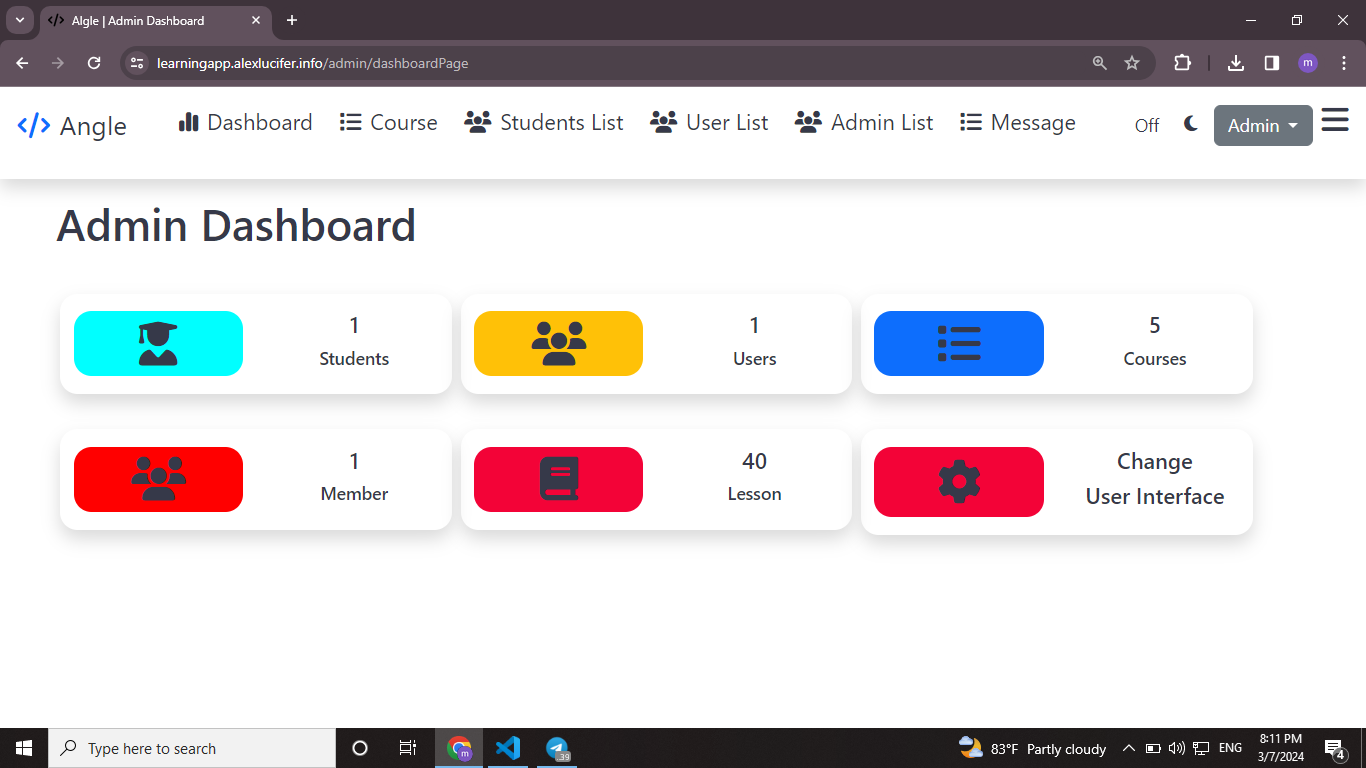 Algle | Admin Dashboard
learningapp.alexlucifer.info/admin/dashboardPage
m
</> Angle
Dashboard
Course
Students List
User List
Admin List
Message
Off
Admin
Admin Dashboard
1
Students
1
Users
5
Courses
1
Member
40
Lesson
Change
User Interface
Type here to search
m
39
83°F Partly cloudy
ENG
8:11 PM
3/7/2024
4